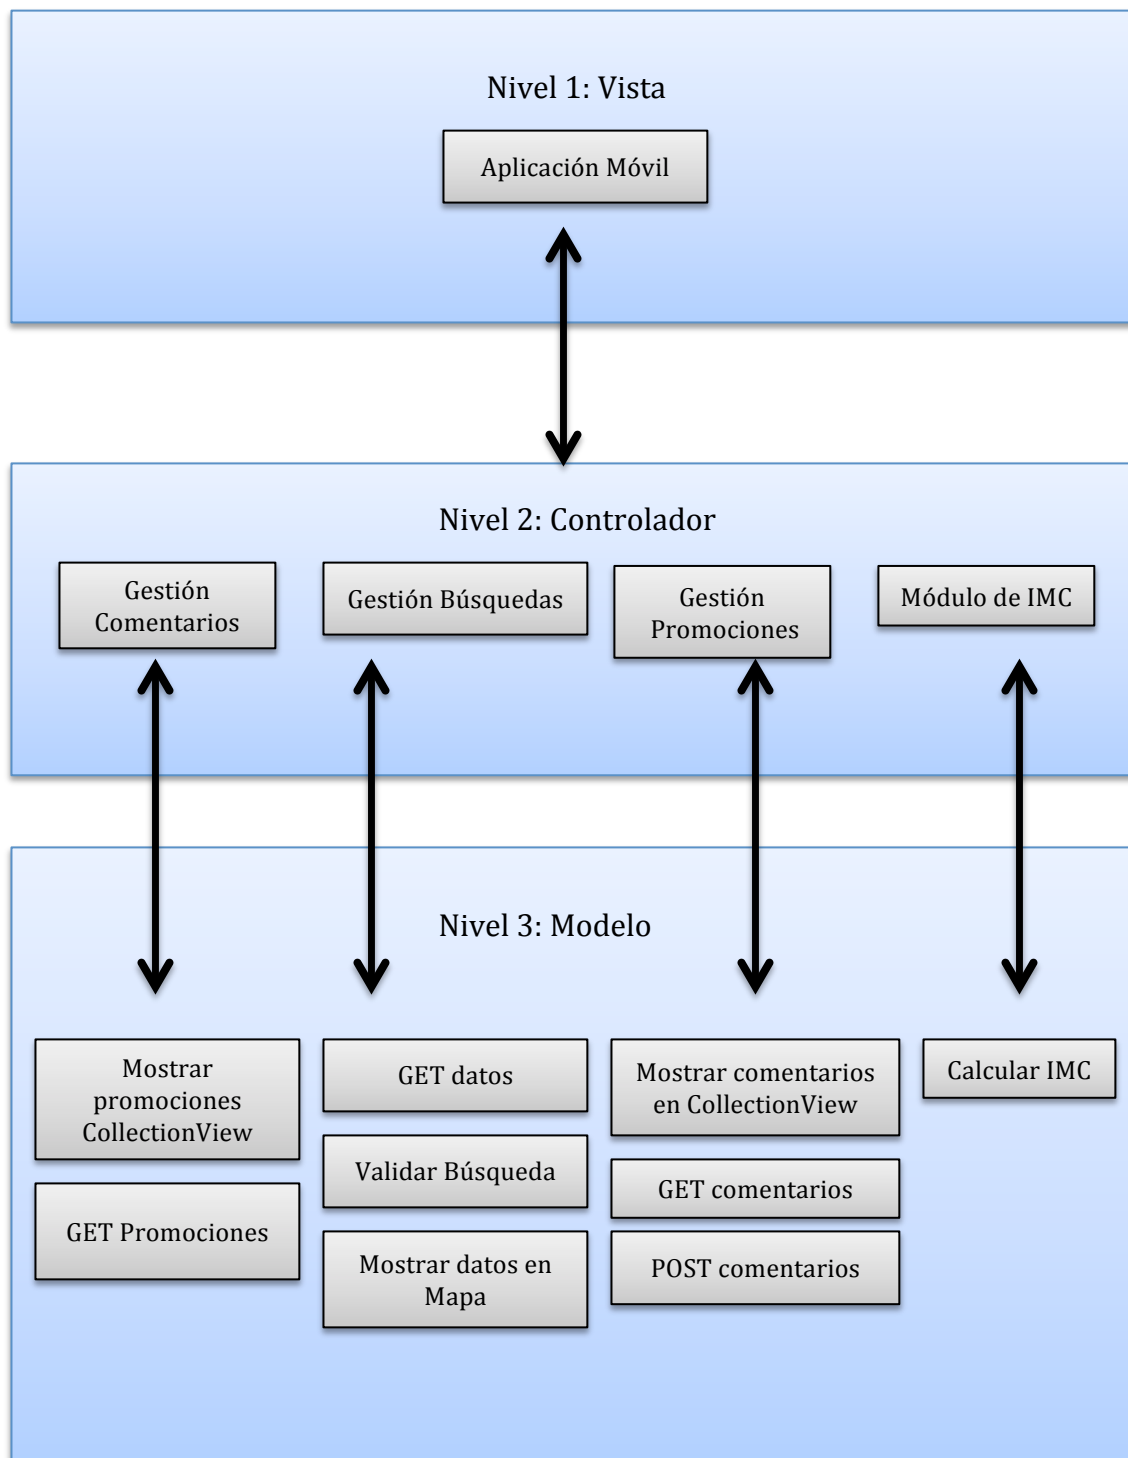 Nivel 1: Vista
Aplicación Móvil
Nivel 2: Controlador
Gestión
Comentarios
Gestión Búsquedas
Gestión
Promociones
Módulo de IMC
Nivel 3: Modelo
Mostrar
promociones
CollectionView
GET Promociones
GET datos
Validar Búsqueda
Mostrar datos en
Mapa
Mostrar comentarios
en CollectionView
GET comentarios
POST comentarios
Calcular IMC